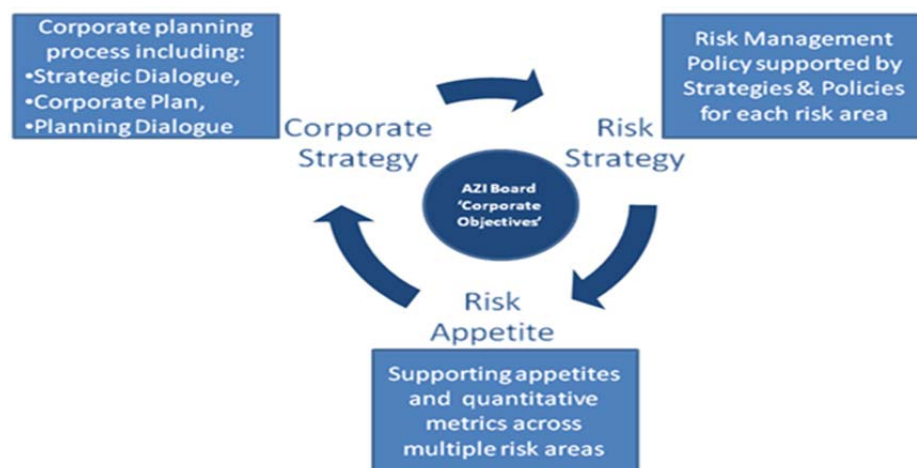 Corporate planning
process including:
•Strategic Dialogue,
•Corporate Plan,
•Planning Dialogue
Risk Management
Policy supported by
Strategies & Policies
for each risk area
Corporate
Strategy
Risk
Strategy
AZI Board
‘Corporate
Objectives’
Risk
Appetite
Supporting appetites
and quantitative
metrics across
multiple risk areas